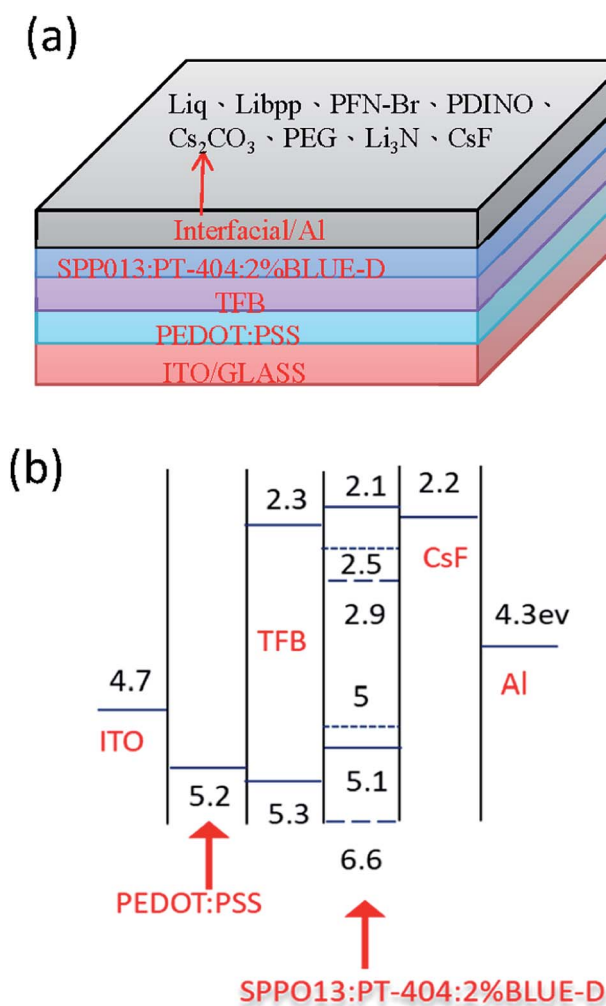 (a)
Liq、Libpp、PFN-Br、PDINO、
Cs₂CO₃、PEG、Li₃N、CsF
Interfacial/Al
SPP013:PT-404:2%BLUE-D
TFB
PEDOT:PSS
ITO/GLASS
(b)
2.3
2.1
2.2
2.5
CsF
2.9
4.3ev
TFB
4.7
5
Al
ITO
5.2
5.3
5.1
6.6
PEDOT:PSS
SPPO13:PT-404:2%BLUE-D